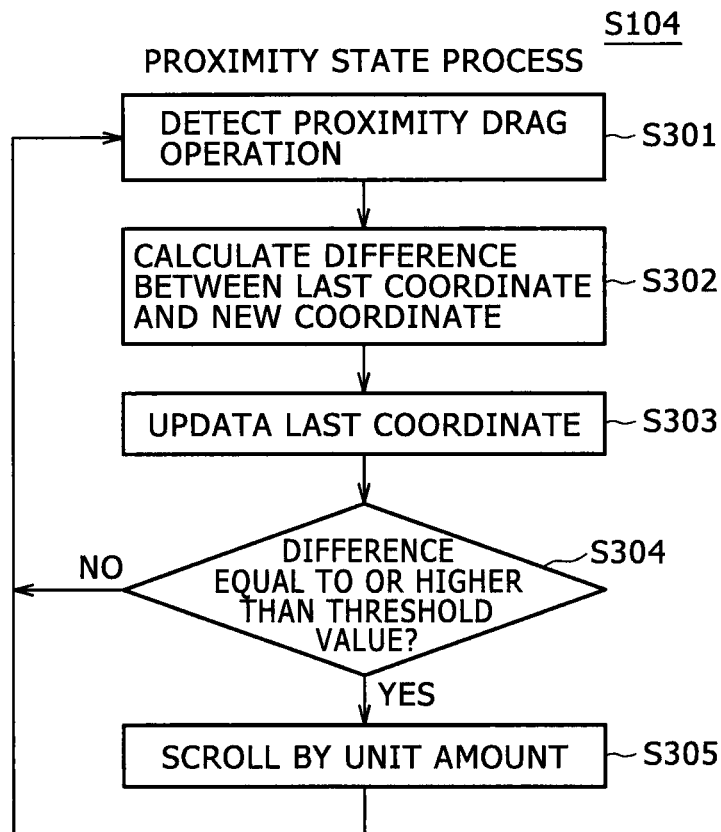 S104
PROXIMITY STATE PROCESS
DETECT PROXIMITY DRAG
OPERATION
S301
CALCULATE DIFFERENCE
BETWEEN LAST COORDINATE
AND NEW COORDINATE
S302
UPDATA LAST COORDINATE
S303
DIFFERENCE
EQUAL TO OR HIGHER
THAN THRESHOLD
VALUE?
S304
NO
YES
SCROLL BY UNIT AMOUNT
S305